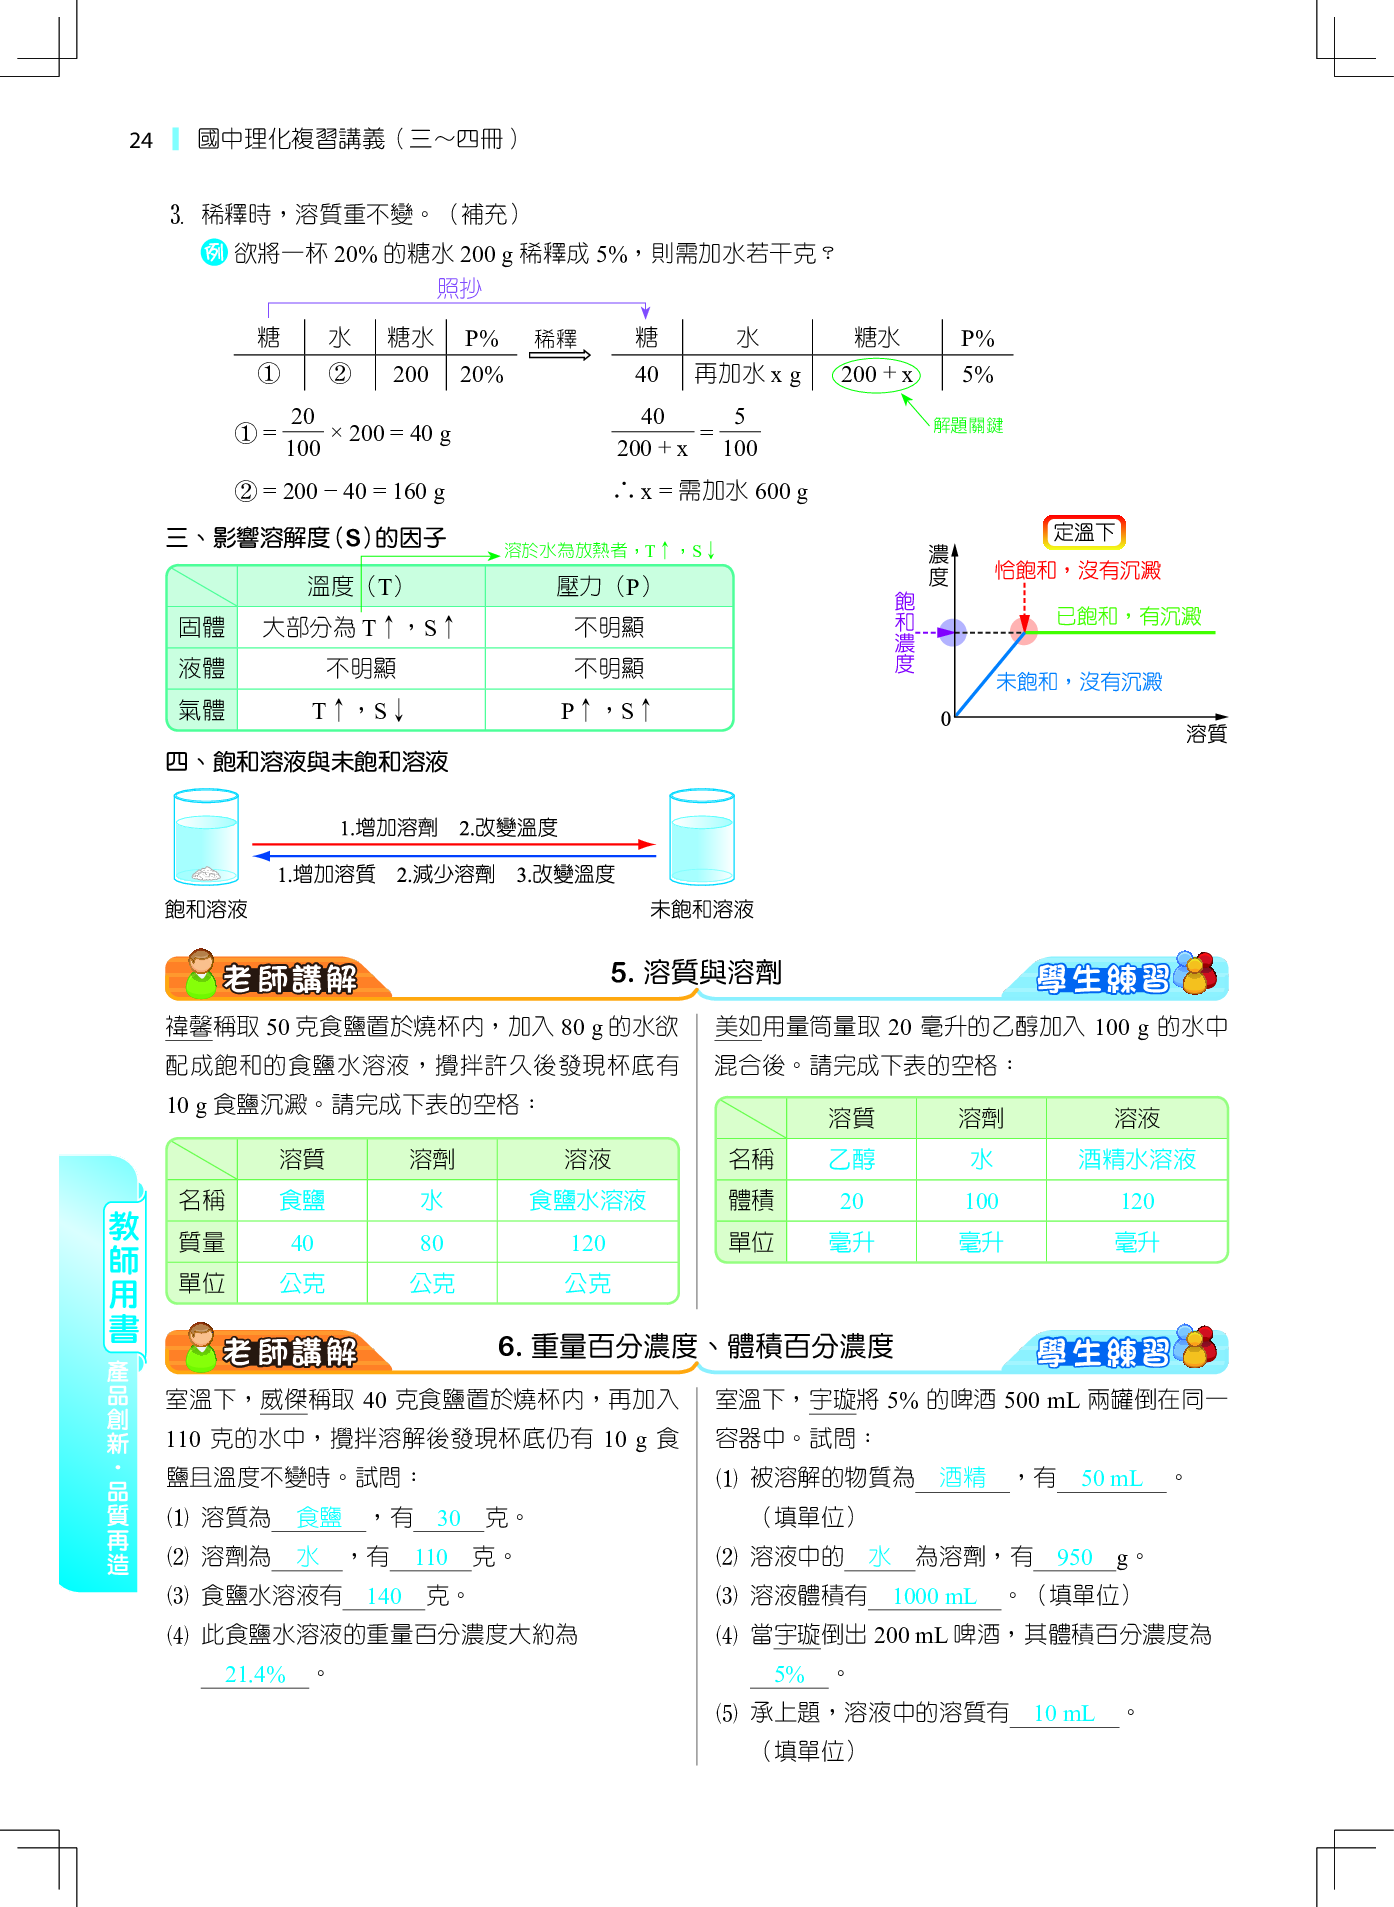 24 國中理化複習講義（三～四冊）
3. 稀釋時，溶質重不變。（補充）
例 欲將一杯 20% 的糖水 200 g 稀釋成 5%，則需加水若干克？
照抄
糖 水 糖水 P% 稀釋 糖 水 糖水 P%
① ② 200 20% 40 再加水 x g 200 + x 5%
解題關鍵
① = 20/100 × 200 = 40 g 40/(200 + x) = 5/100
② = 200 − 40 = 160 g ∴ x = 需加水 600 g
三、影響溶解度（S）的因子
溶於水為放熱者，T↑，S↓
溫度（T） 壓力（P）
固體 大部分為 T↑，S↑ 不明顯
液體 不明顯 不明顯
氣體 T↑，S↓ P↑，S↑
定溫下
濃度
恰飽和，沒有沉澱
飽和濃度
已飽和，有沉澱
未飽和，沒有沉澱
0
溶質
四、飽和溶液與未飽和溶液
1.增加溶劑 2.改變溫度
1.增加溶質 2.減少溶劑 3.改變溫度
飽和溶液 未飽和溶液
老師講解 5. 溶質與溶劑 學生練習
禕馨稱取 50 克食鹽置於燒杯內，加入 80 g 的水欲
配成飽和的食鹽水溶液，攪拌許久後發現杯底有
10 g 食鹽沉澱。請完成下表的空格：
溶質 溶劑 溶液
名稱 食鹽 水 食鹽水溶液
質量 40 80 120
單位 公克 公克 公克
美如用量筒量取 20 毫升的乙醇加入 100 g 的水中
混合後。請完成下表的空格：
溶質 溶劑 溶液
名稱 乙醇 水 酒精水溶液
體積 20 100 120
單位 毫升 毫升 毫升
老師講解 6. 重量百分濃度、體積百分濃度 學生練習
室溫下，威傑稱取 40 克食鹽置於燒杯內，再加入
110 克的水中，攪拌溶解後發現杯底仍有 10 g 食
鹽且溫度不變時。試問：
(1) 溶質為 食鹽 ，有 30 克。
(2) 溶劑為 水 ，有 110 克。
(3) 食鹽水溶液有 140 克。
(4) 此食鹽水溶液的重量百分濃度大約為
21.4% 。
室溫下，宇璇將 5% 的啤酒 500 mL 兩罐倒在同一
容器中。試問：
(1) 被溶解的物質為 酒精 ，有 50 mL 。
（填單位）
(2) 溶液中的 水 為溶劑，有 950 g。
(3) 溶液體積有 1000 mL 。（填單位）
(4) 當宇璇倒出 200 mL 啤酒，其體積百分濃度為
5% 。
(5) 承上題，溶液中的溶質有 10 mL 。
（填單位）
教師用書
產品創新・品質再造